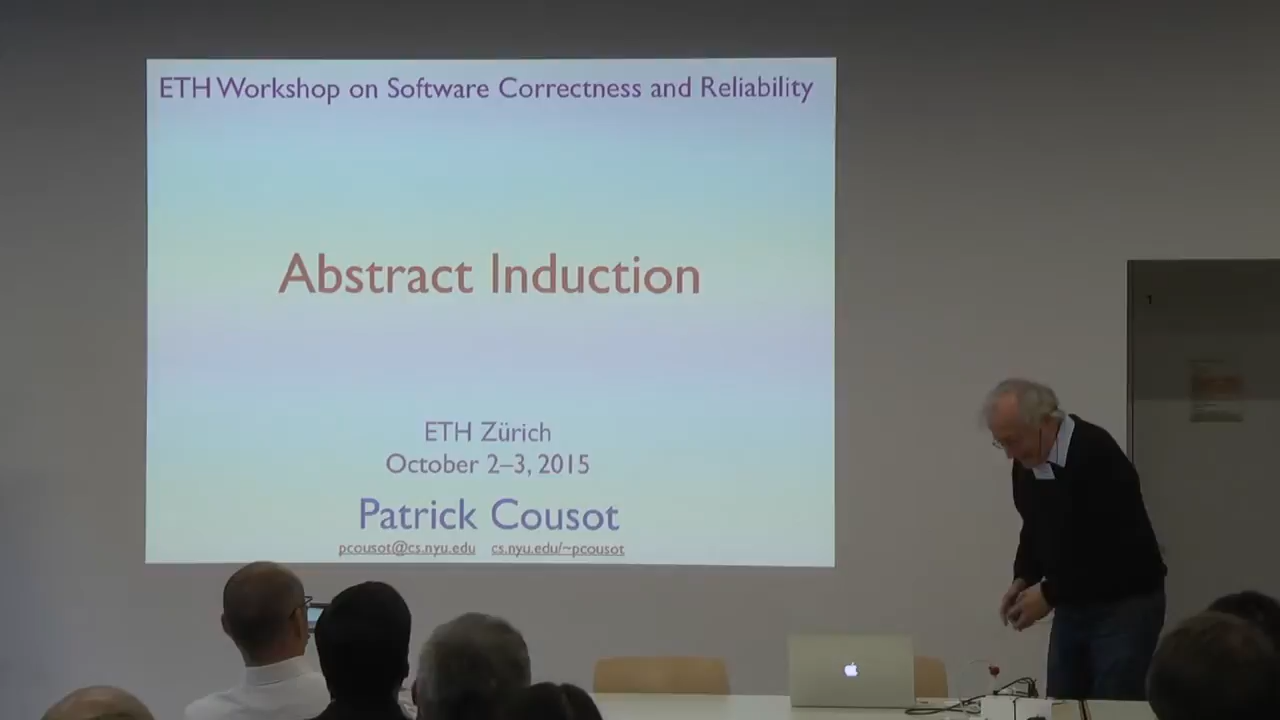 ETH Workshop on Software Correctness and Reliability
Abstract Induction
ETH Zürich
October 2–3, 2015
Patrick Cousot
pcousot@cs.nyu.edu cs.nyu.edu/~pcousot